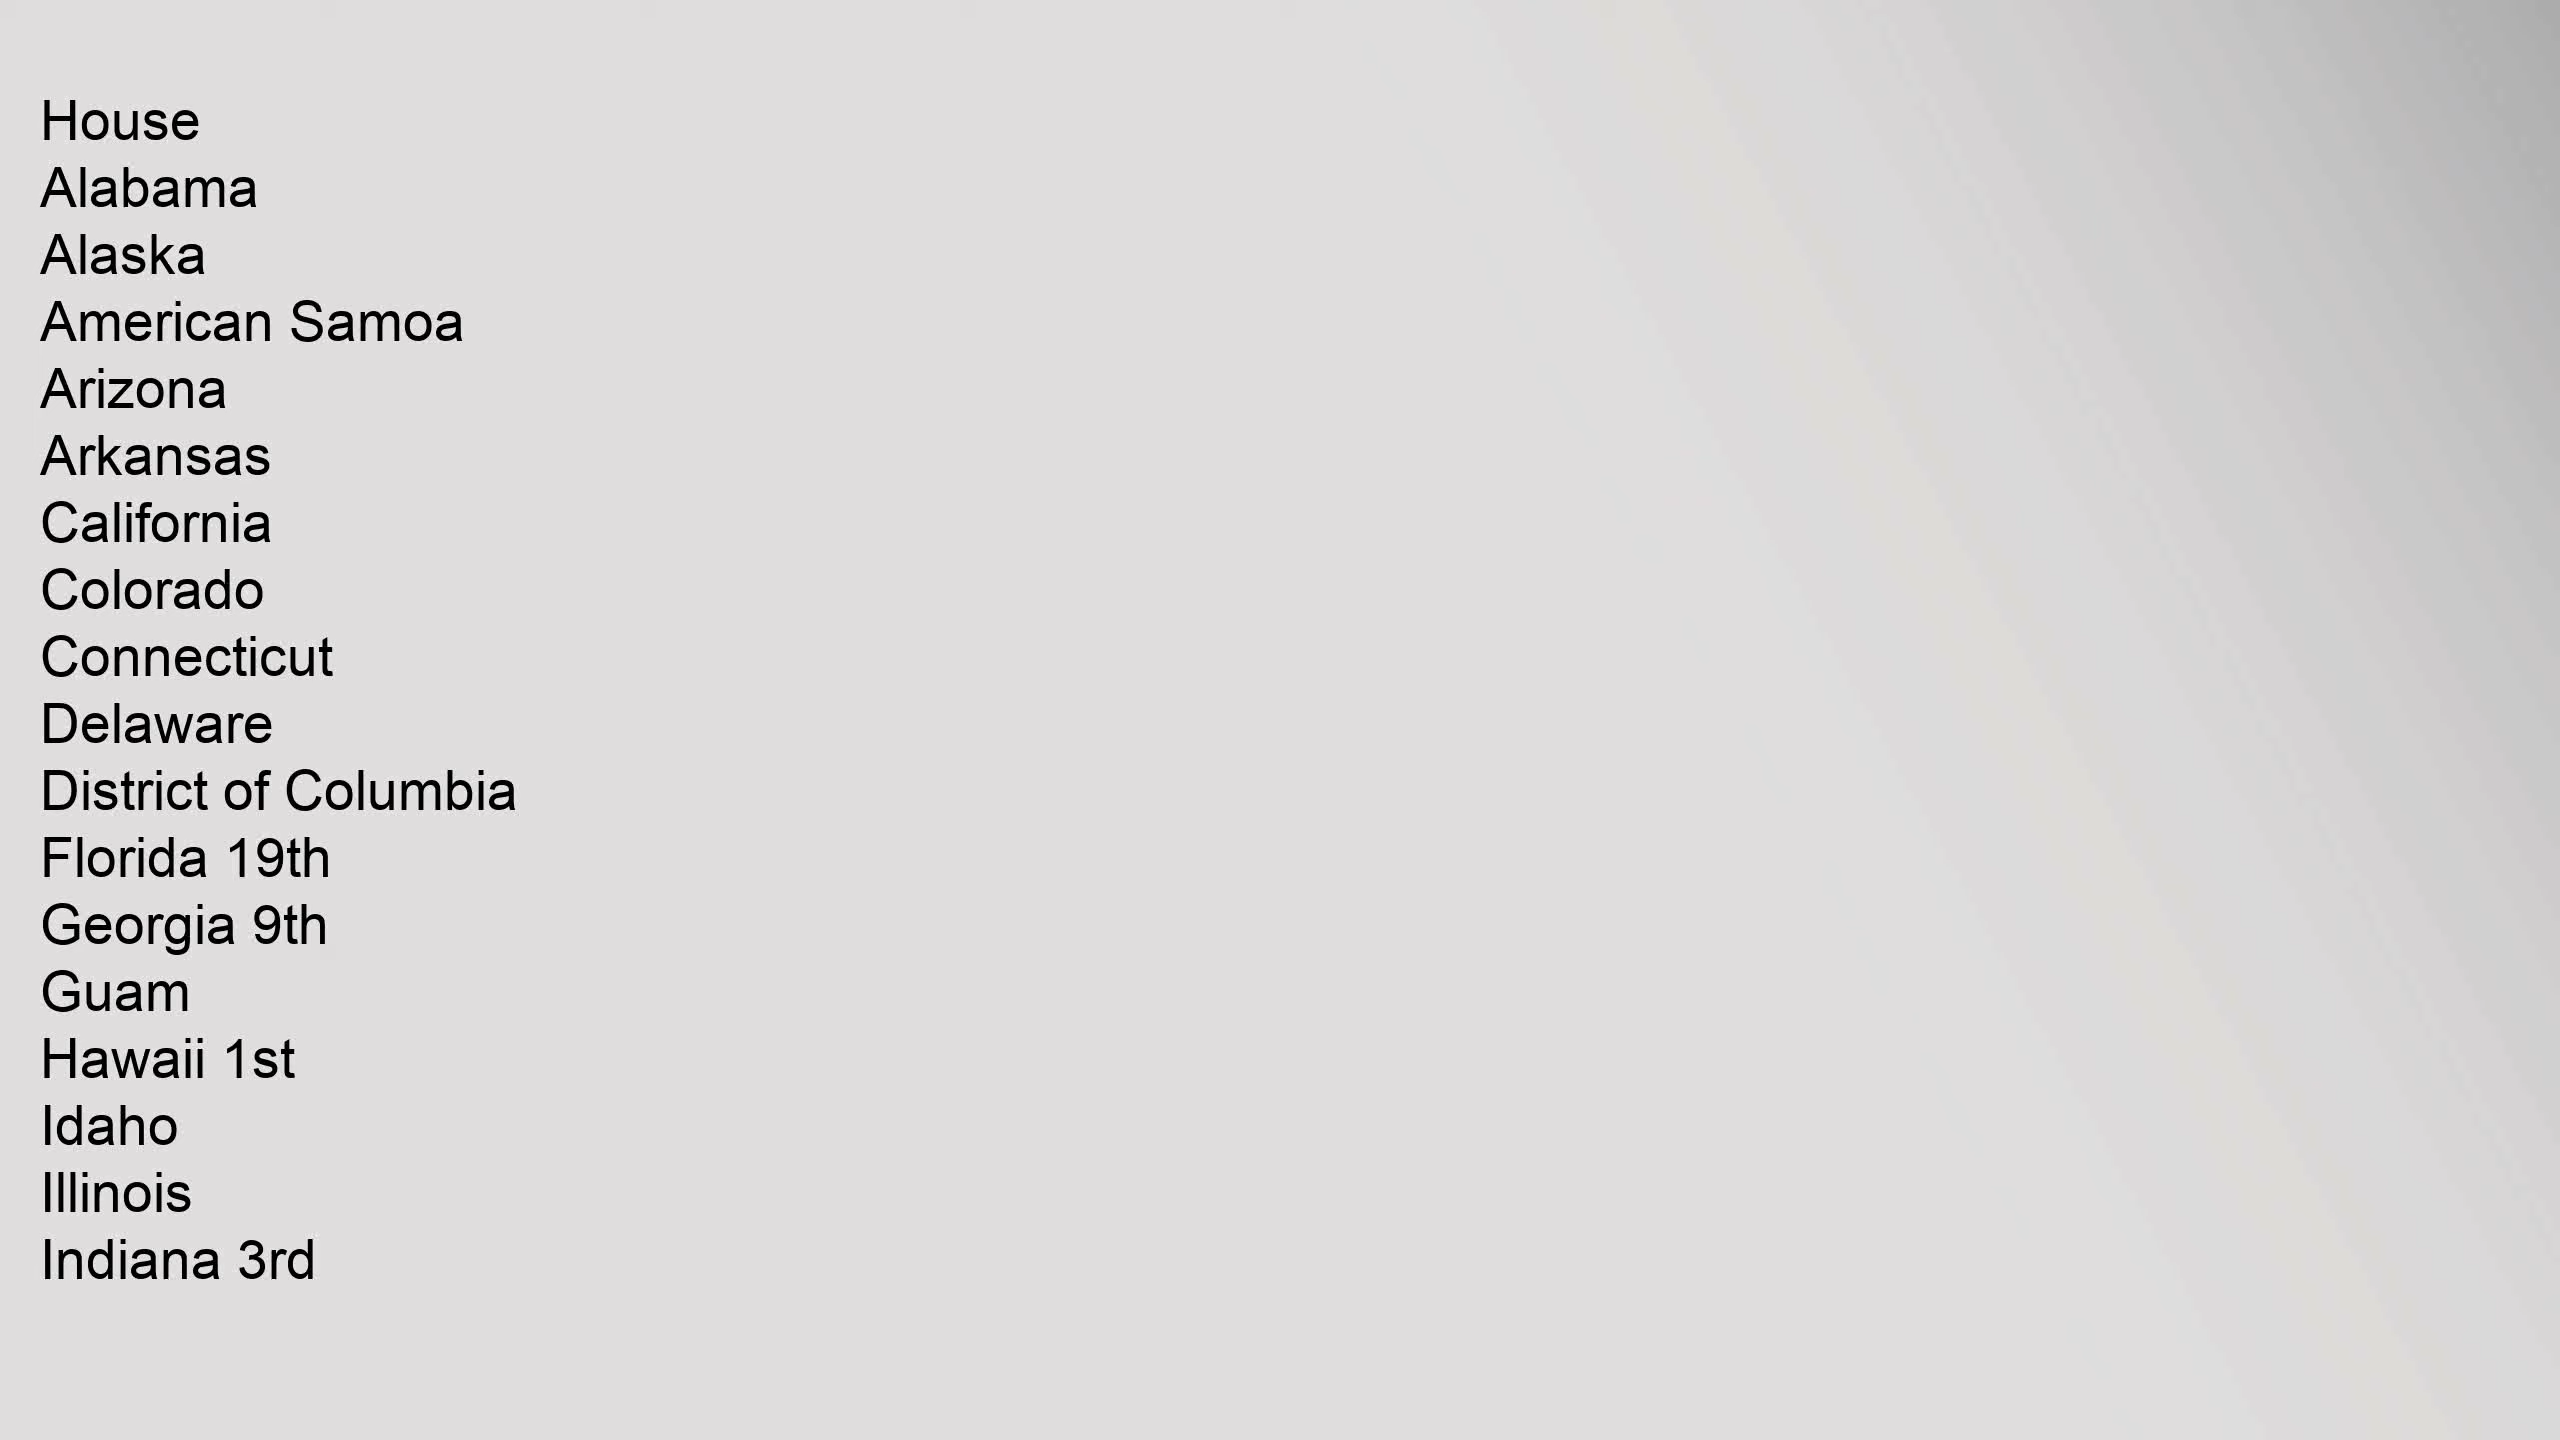 House
Alabama
Alaska
American Samoa
Arizona
Arkansas
California
Colorado
Connecticut
Delaware
District of Columbia
Florida 19th
Georgia 9th
Guam
Hawaii 1st
Idaho
Illinois
Indiana 3rd